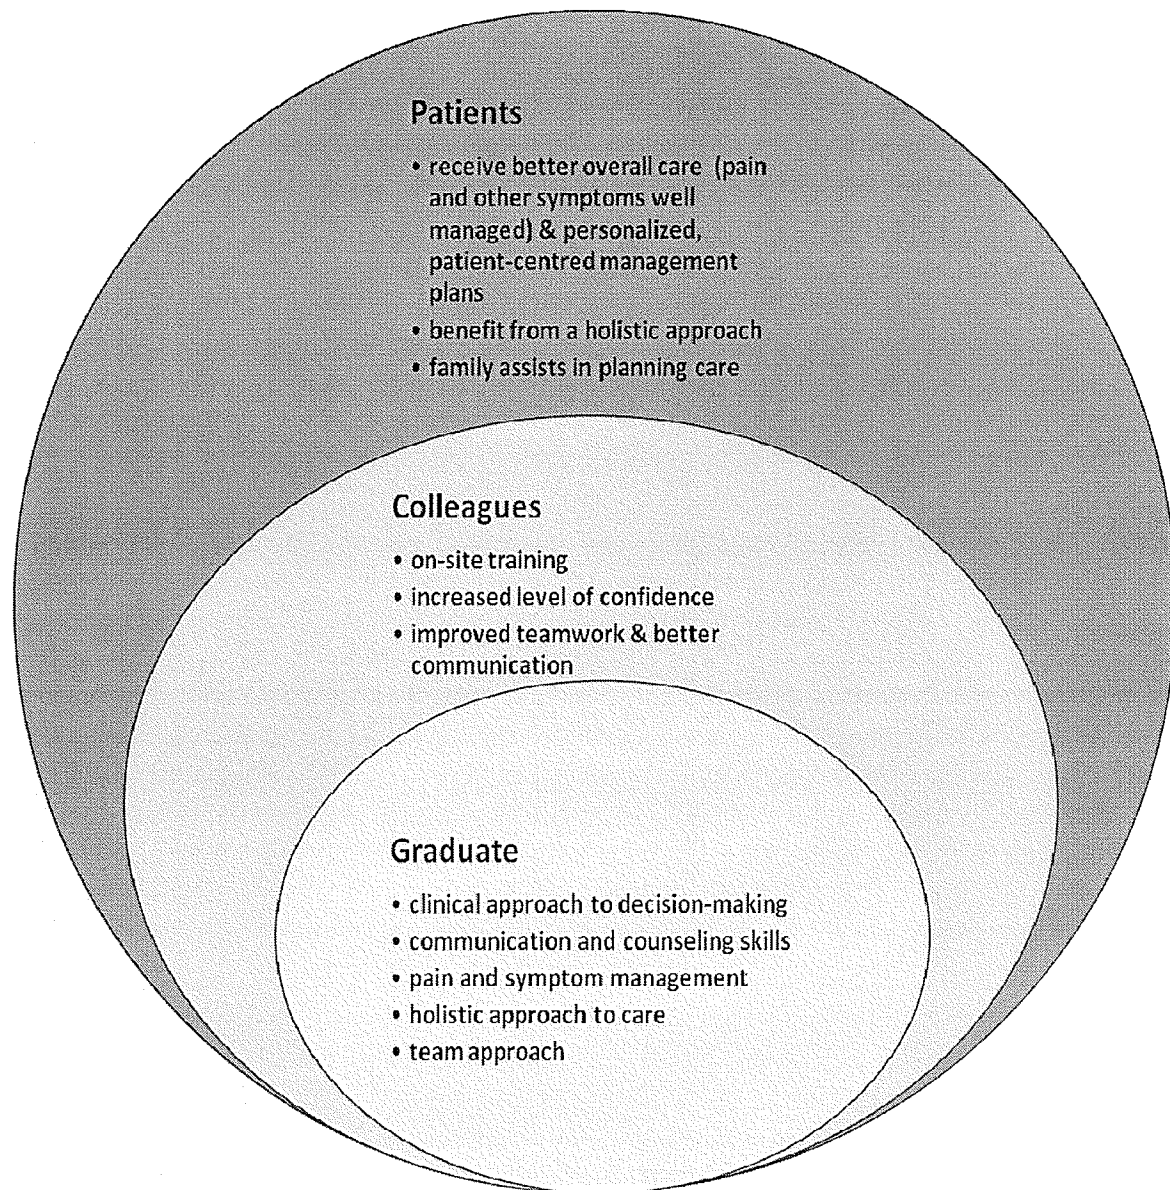 Patients
• receive better overall care (pain
and other symptoms well
managed) & personalized,
patient-centred management
plans
• benefit from a holistic approach
• family assists in planning care
Colleagues
• on-site training
• increased level of confidence
• improved teamwork & better
communication
Graduate
• clinical approach to decision-making
• communication and counseling skills
• pain and symptom management
• holistic approach to care
• team approach